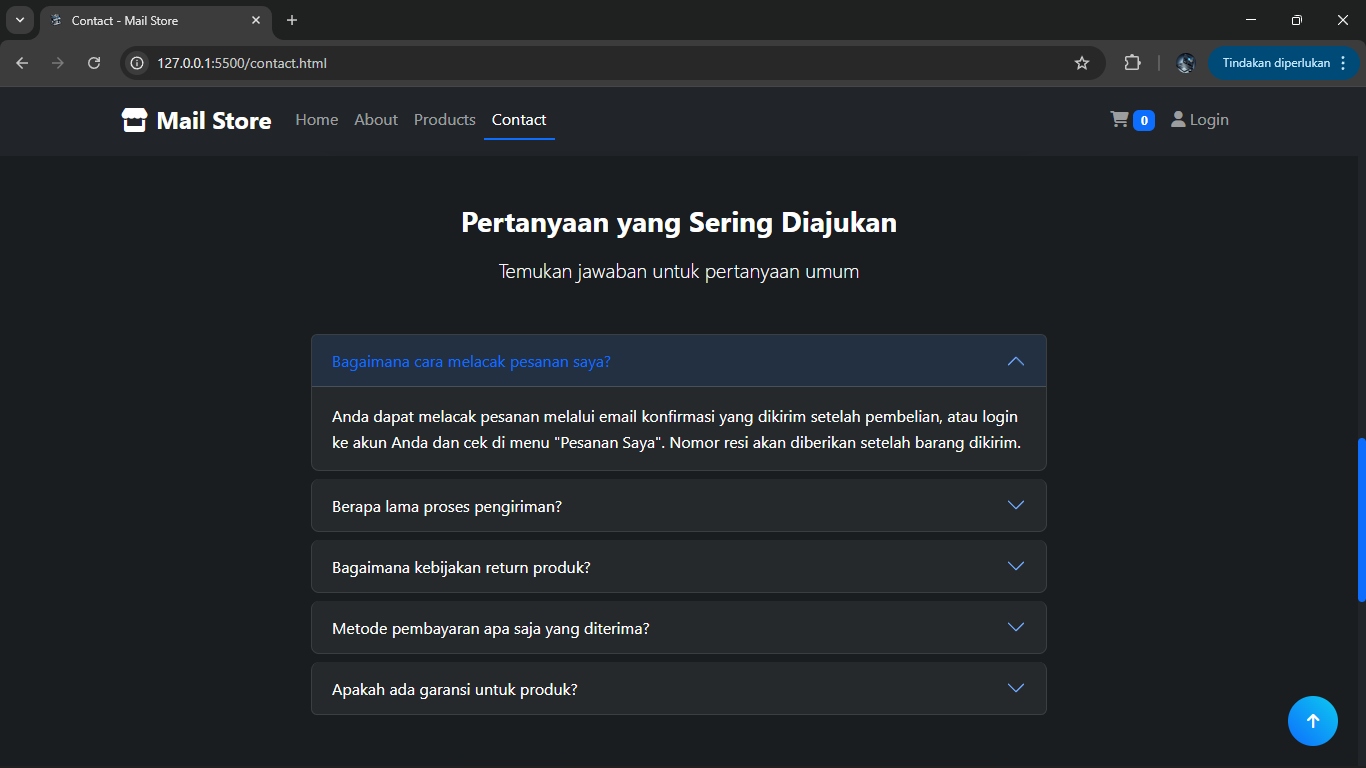 Contact - Mail Store
127.0.0.1:5500/contact.html
Tindakan diperlukan
Mail Store Home About Products Contact 0 Login
Pertanyaan yang Sering Diajukan
Temukan jawaban untuk pertanyaan umum
Bagaimana cara melacak pesanan saya?
Anda dapat melacak pesanan melalui email konfirmasi yang dikirim setelah pembelian, atau login
ke akun Anda dan cek di menu "Pesanan Saya". Nomor resi akan diberikan setelah barang dikirim.
Berapa lama proses pengiriman?
Bagaimana kebijakan return produk?
Metode pembayaran apa saja yang diterima?
Apakah ada garansi untuk produk?